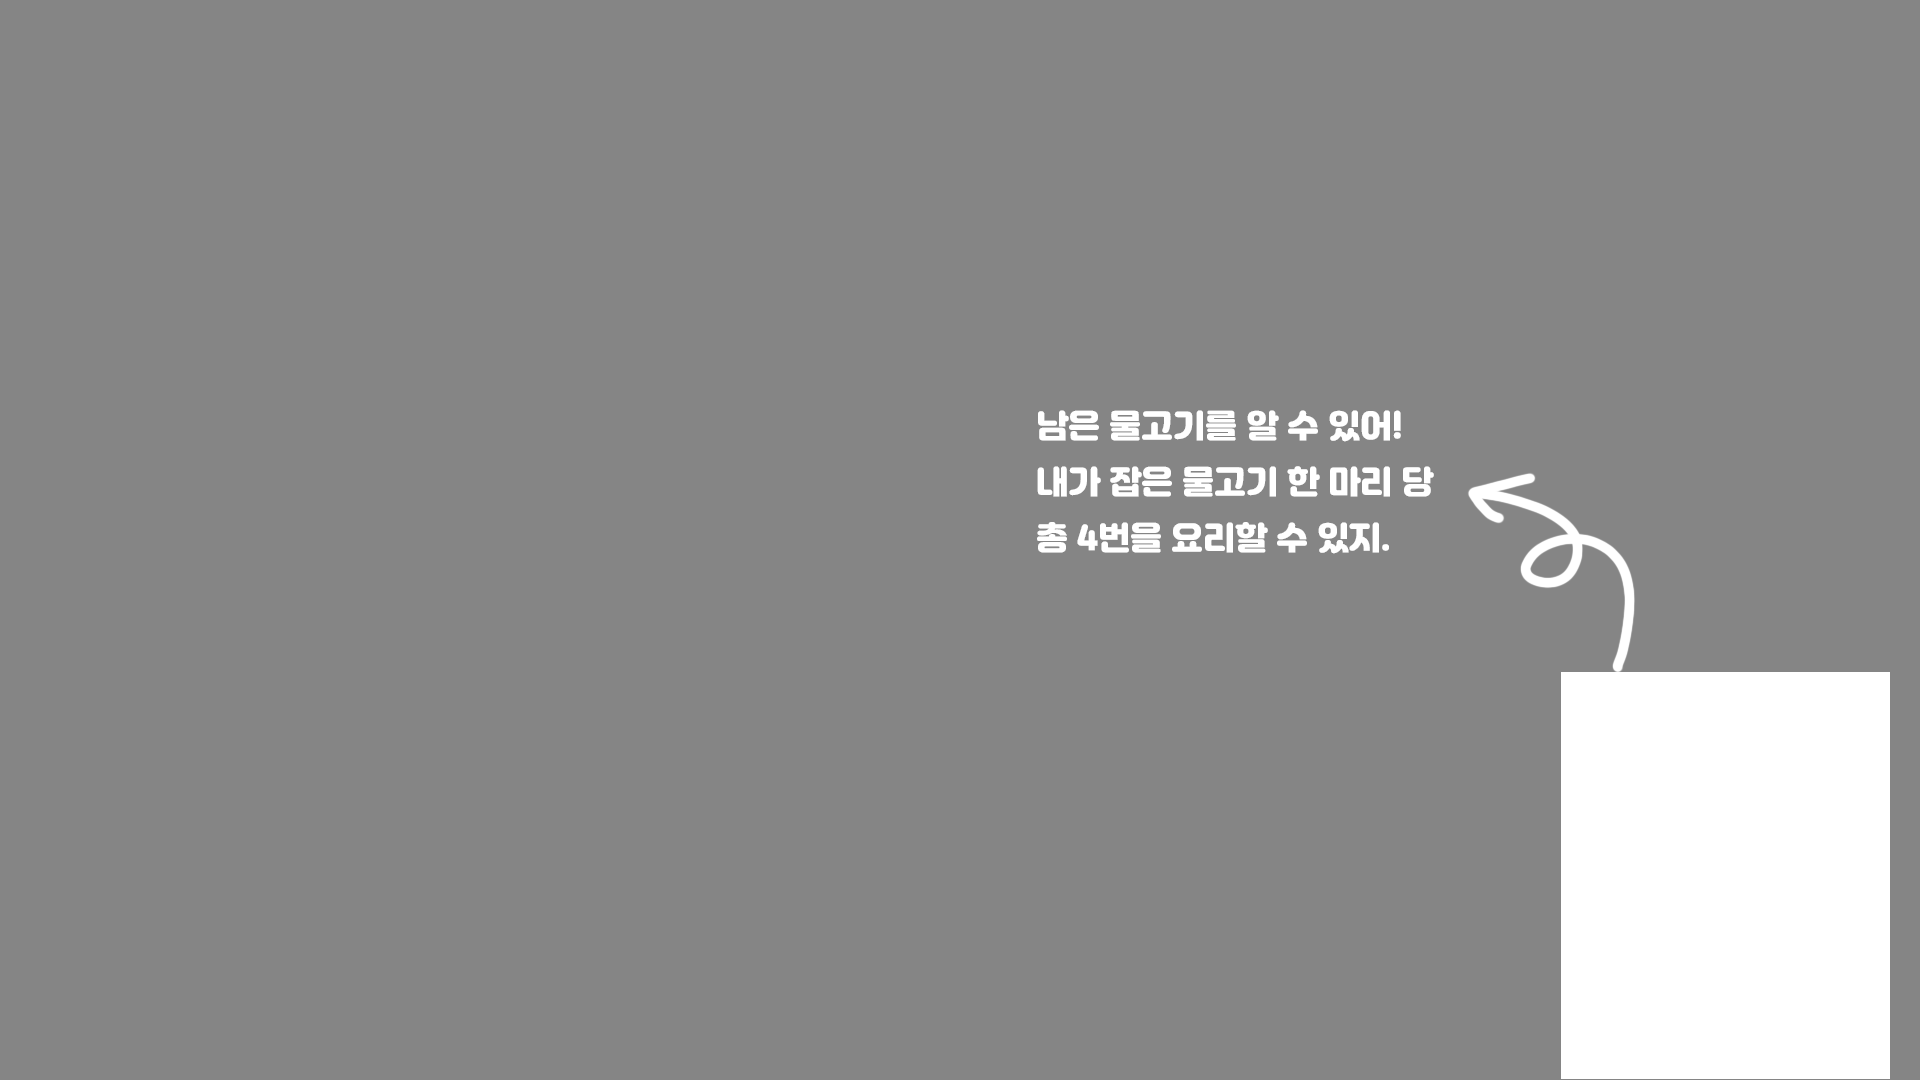 남은 물고기를 알 수 있어!
내가 잡은 물고기 한 마리 당
총 4번을 요리할 수 있지.